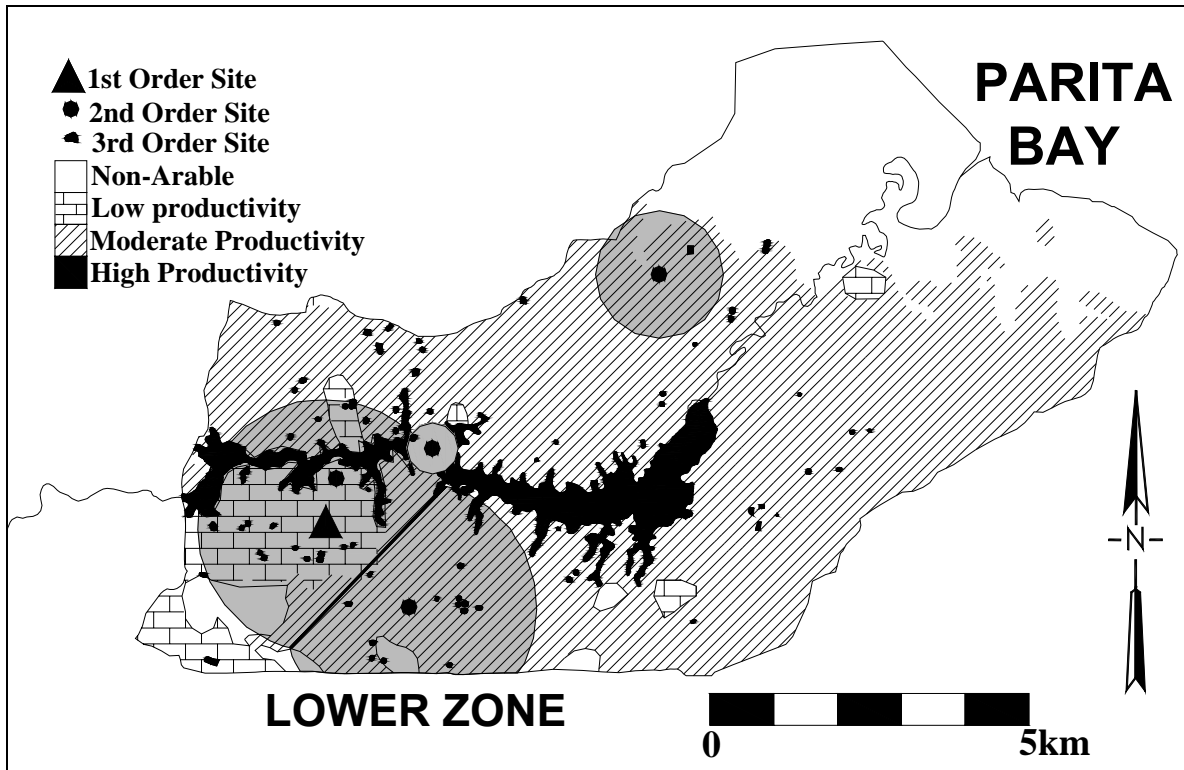 1st Order Site
2nd Order Site
3rd Order Site
Non-Arable
Low productivity
Moderate Productivity
High Productivity
PARITA
BAY
-N-
LOWER ZONE
0 5km